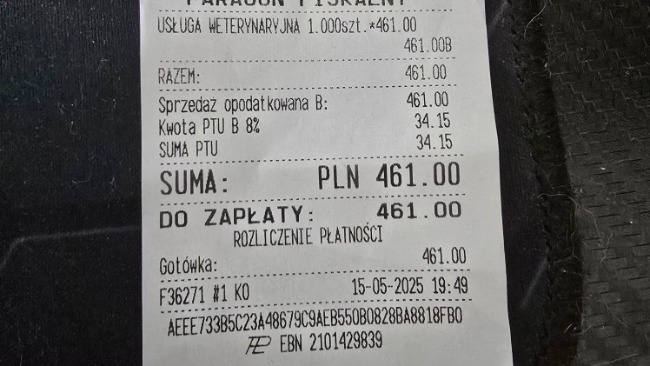 PARAGON FISKALNY
USŁUGA WETERYNARYJNA 1.000szt.*461.00
461.00B
RAZEM: 461.00
Sprzedaż opodatkowana B: 461.00
Kwota PTU B 8% 34.15
SUMA PTU 34.15
SUMA: PLN 461.00
DO ZAPŁATY: 461.00
ROZLICZENIE PŁATNOŚCI
Gotówka: 461.00
F36271 #1 KO 15-05-2025 19:49
AEEE733B5C23A48679C9AEB550B0828BA8818FB0
EBN 2101429839